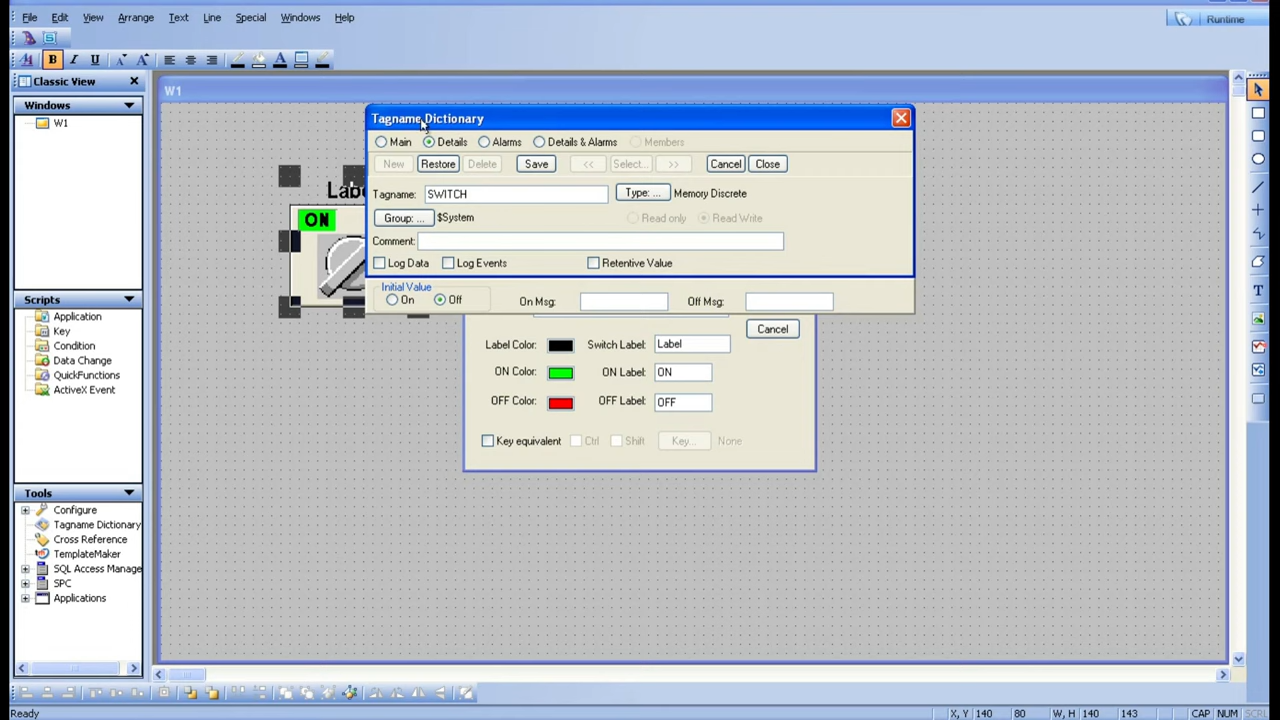 File Edit View Arrange Text Line Special Windows Help
Runtime
B I U A A A
Classic View
W1
Windows
W1
Tagname Dictionary
Main Details Alarms Details & Alarms Members
New Restore Delete Save << Select... >> Cancel Close
Tagname: SWITCH Type: ... Memory Discrete
Group: ... $System Read only Read Write
Comment:
Log Data Log Events Retentive Value
Initial Value
On Off On Msg: Off Msg:
ON
Cancel
Label Color: Switch Label: Label
ON Color: ON Label: ON
OFF Color: OFF Label: OFF
Key equivalent Ctrl Shift Key... None
Scripts
Application
Key
Condition
Data Change
QuickFunctions
ActiveX Event
Tools
Configure
Tagname Dictionary
Cross Reference
TemplateMaker
SQL Access Manage
SPC
Applications
Ready X, Y 140 80 W, H 140 143 CAP NUM SCRL